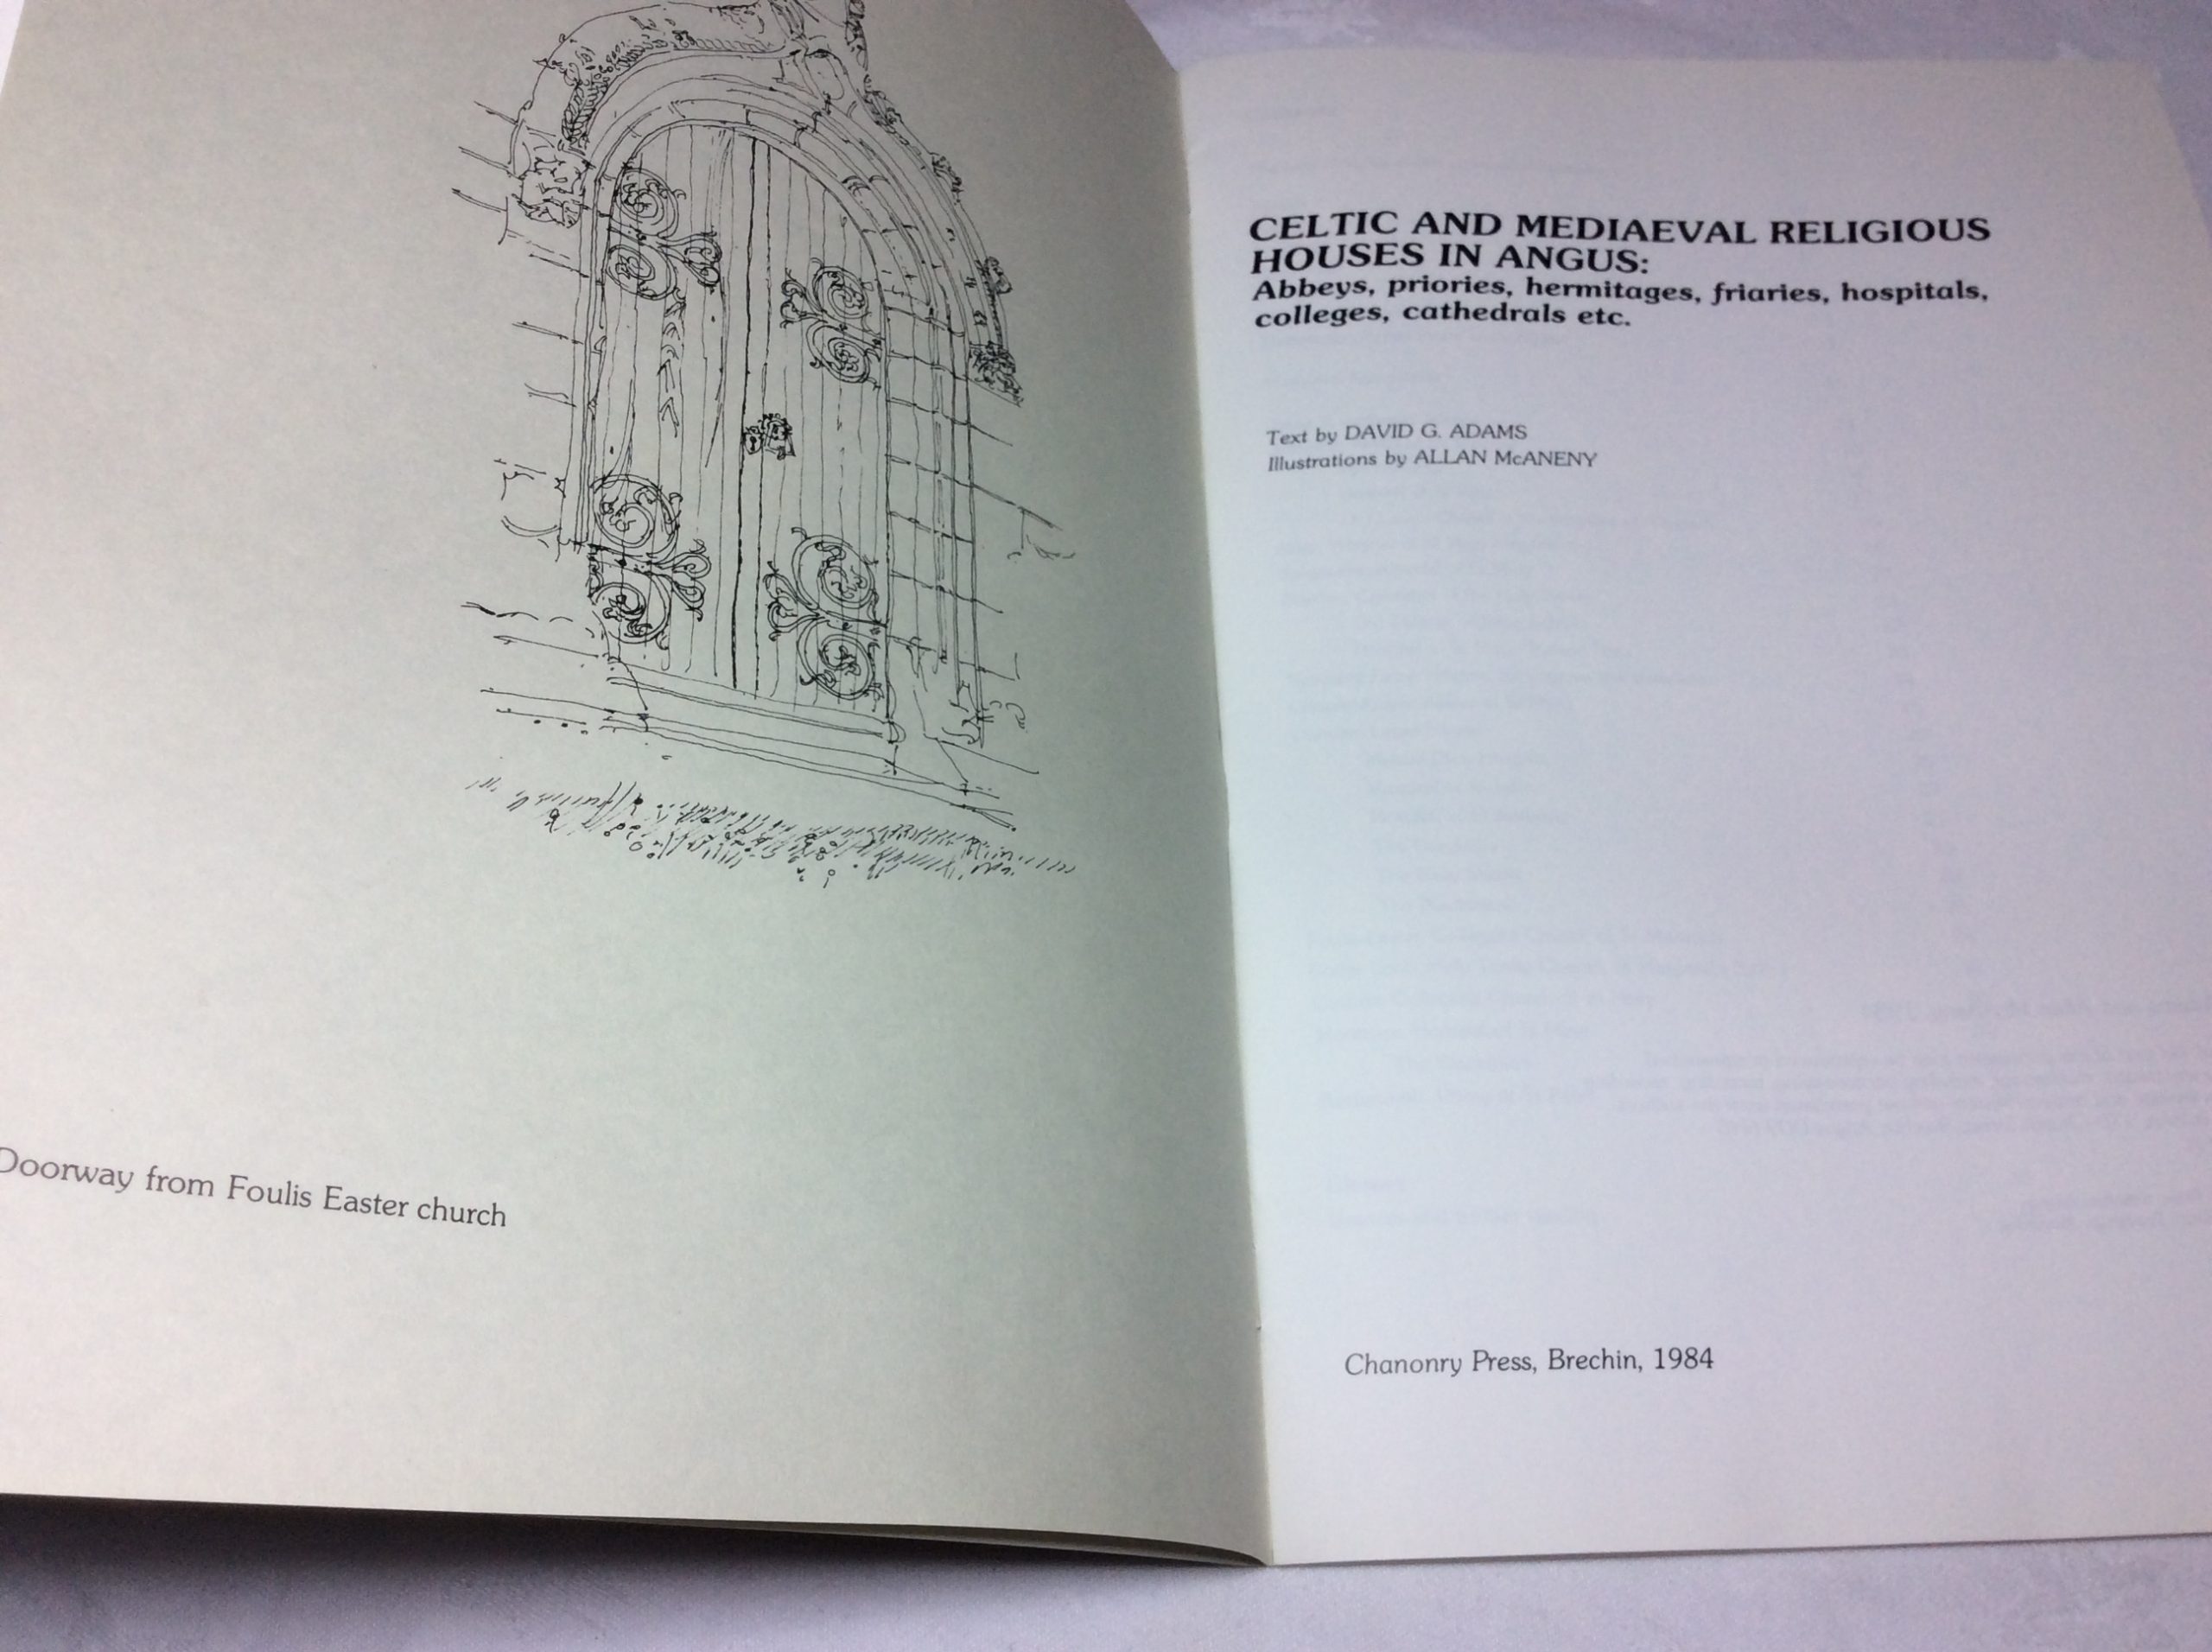 Doorway from Foulis Easter church
CELTIC AND MEDIAEVAL RELIGIOUS
HOUSES IN ANGUS:
Abbeys, priories, hermitages, friaries, hospitals,
colleges, cathedrals etc.
Text by DAVID G. ADAMS
Illustrations by ALLAN McANENY
Chanonry Press, Brechin, 1984